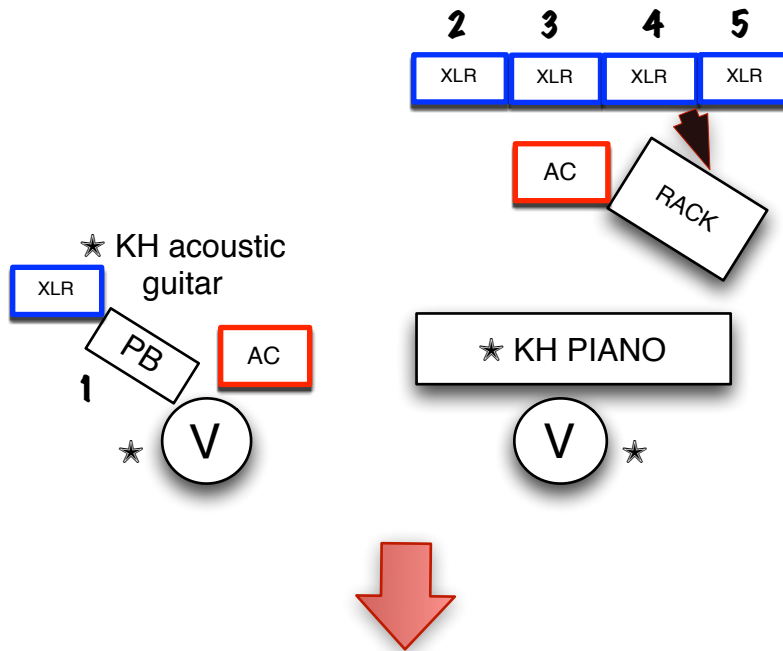 2 3 4 5
XLR XLR XLR XLR
AC
RACK
✭ KH acoustic
guitar
XLR
PB
AC
1
✭ KH PIANO
✭ V
V ✭